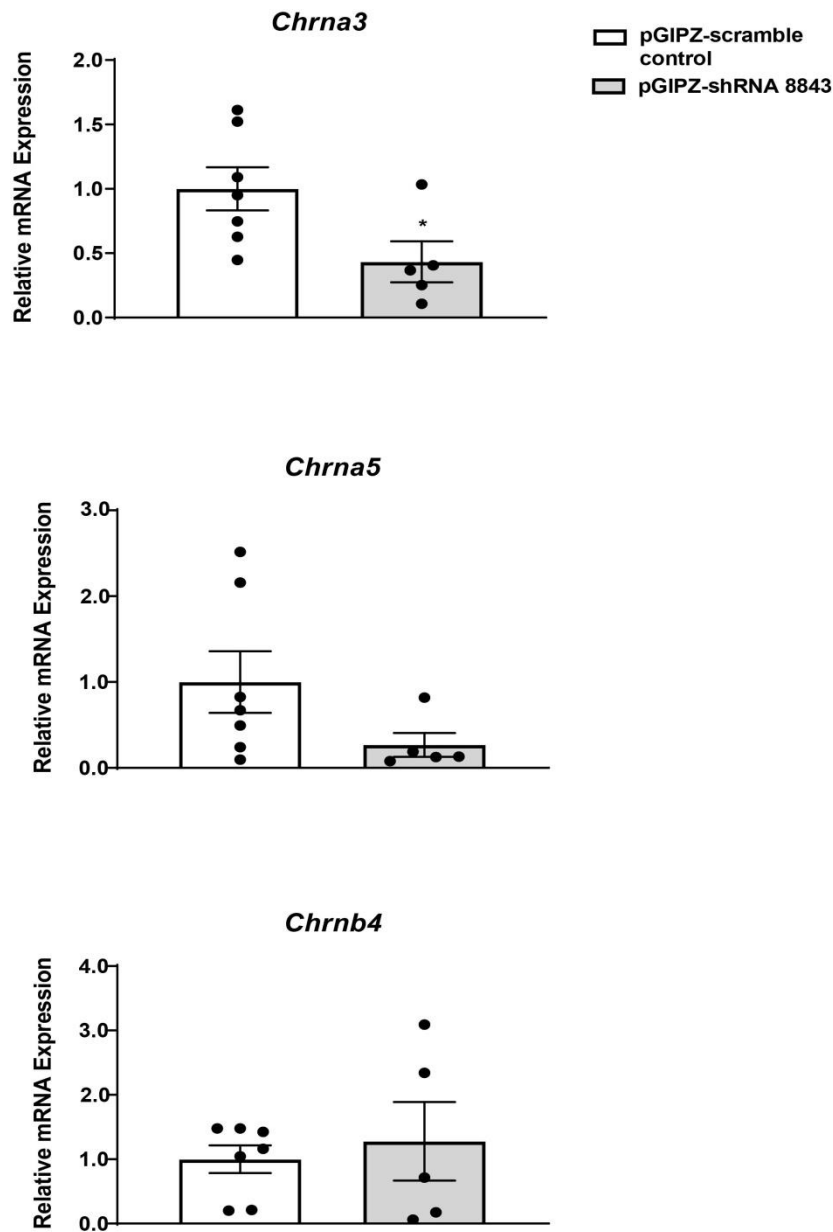 Chrna3
pGIPZ-scramble
control
pGIPZ-shRNA 8843
Relative mRNA Expression
2.0
1.5
1.0
0.5
0.0
*
Chrna5
Relative mRNA Expression
3.0
2.0
1.0
0.0
Chrnb4
Relative mRNA Expression
4.0
3.0
2.0
1.0
0.0